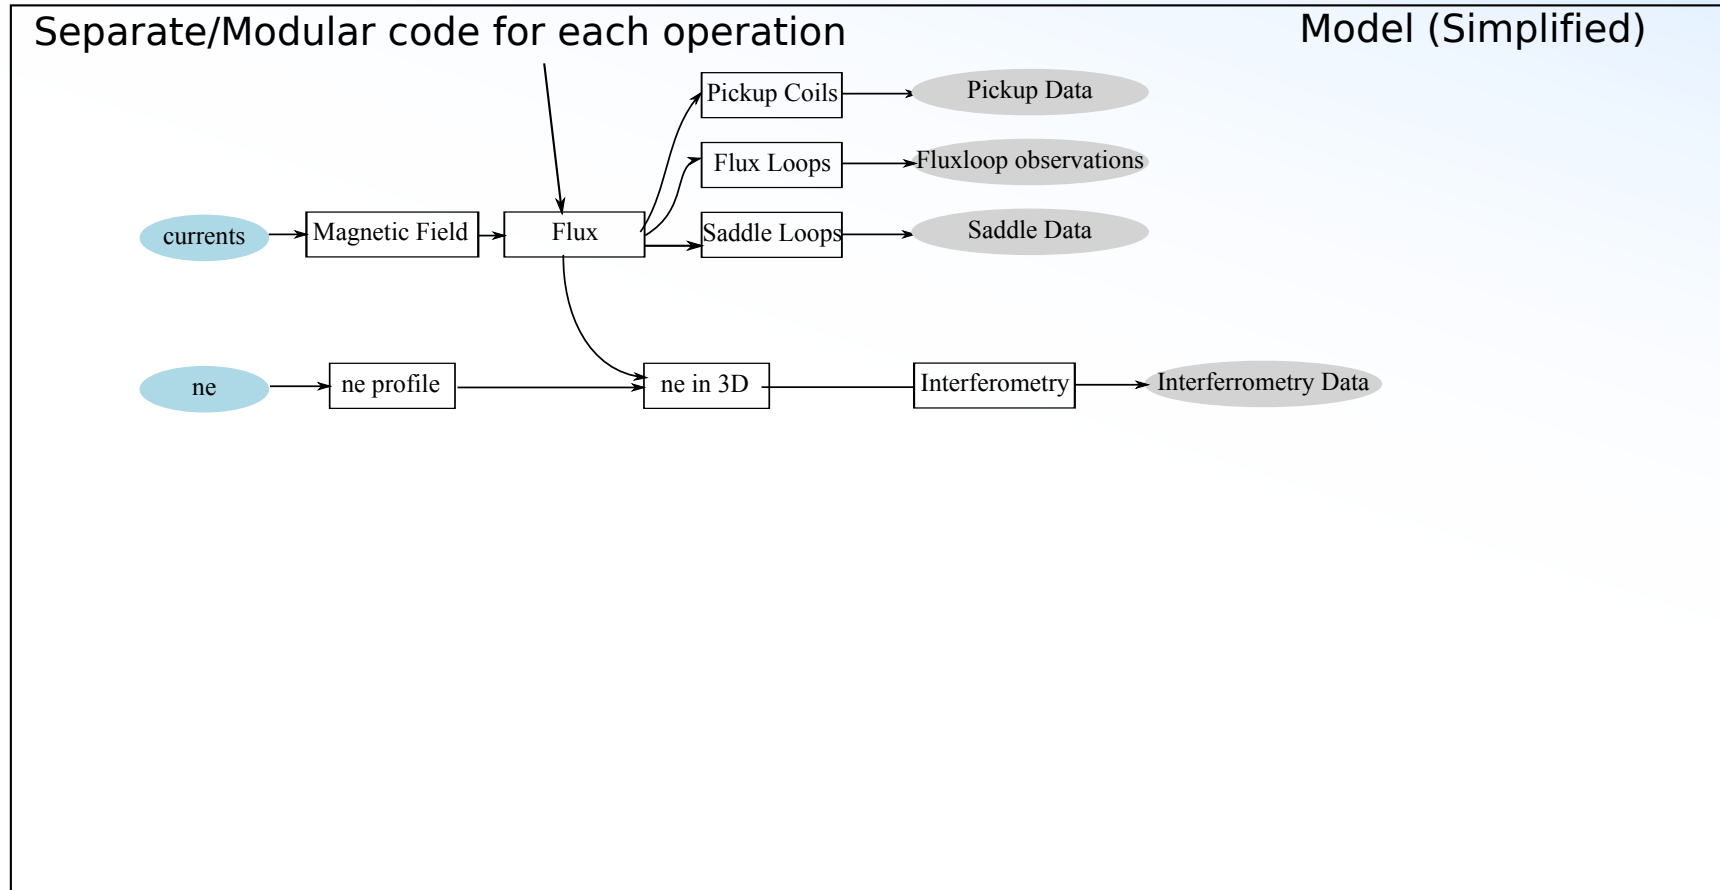 Separate/Modular code for each operation
Model (Simplified)
Pickup Coils
Pickup Data
Flux Loops
Fluxloop observations
currents
Magnetic Field
Flux
Saddle Loops
Saddle Data
ne
ne profile
ne in 3D
Interferometry
Interferrometry Data